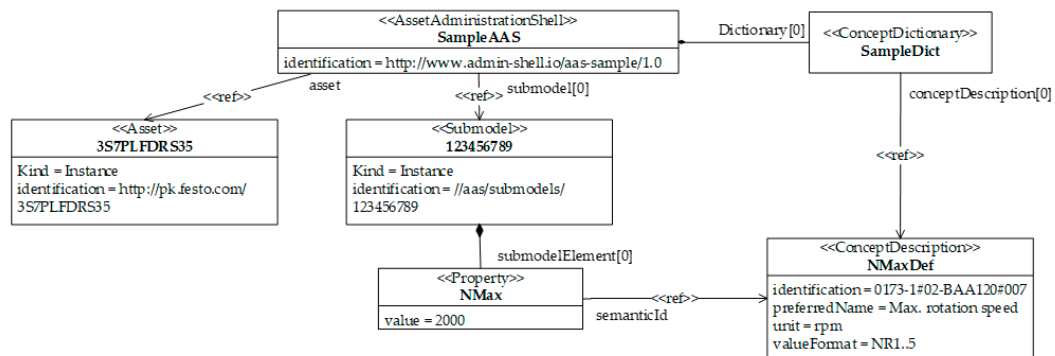 <<AssetAdministrationShell>>
SampleAAS
identification = http://www.admin-shell.io/aas-sample/1.0
Dictionary[0]
<<ConceptDictionary>>
SampleDict
asset
<<ref>>
<<ref>>
submodel[0]
conceptDescription[0]
<<Asset>>
3S7PLFDRS35
Kind = Instance
identification = http://pk.festo.com/
3S7PLFDRS35
<<Submodel>>
123456789
Kind = Instance
identification = //aas/submodels/
123456789
<<ref>>
submodelElement[0]
<<Property>>
NMax
value = 2000
<<ref>>
semanticId
<<ConceptDescription>>
NMaxDef
identification = 0173-1#02-BAA120#007
preferredName = Max. rotation speed
unit = rpm
valueFormat = NR1..5